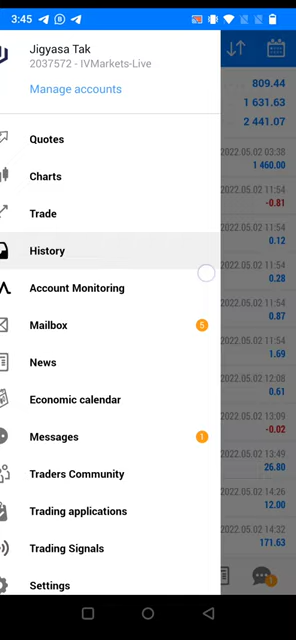 3:45
Jigyasa Tak
2037572 - IVMarkets-Live
Manage accounts
Quotes
Charts
Trade
History
Account Monitoring
Mailbox 5
News
Economic calendar
Messages 1
Traders Community
Trading applications
Trading Signals
Settings
809.44
1 631.63
2 441.07
2022.05.02 03:38
1 460.00
2022.05.02 11:54
-0.81
2022.05.02 11:54
0.12
2022.05.02 11:54
0.28
2022.05.02 11:54
0.87
2022.05.02 11:54
1.69
2022.05.02 12:08
0.61
2022.05.02 13:09
-0.02
2022.05.02 13:49
26.80
2022.05.02 14:26
12.00
2022.05.02 14:32
171.63
1